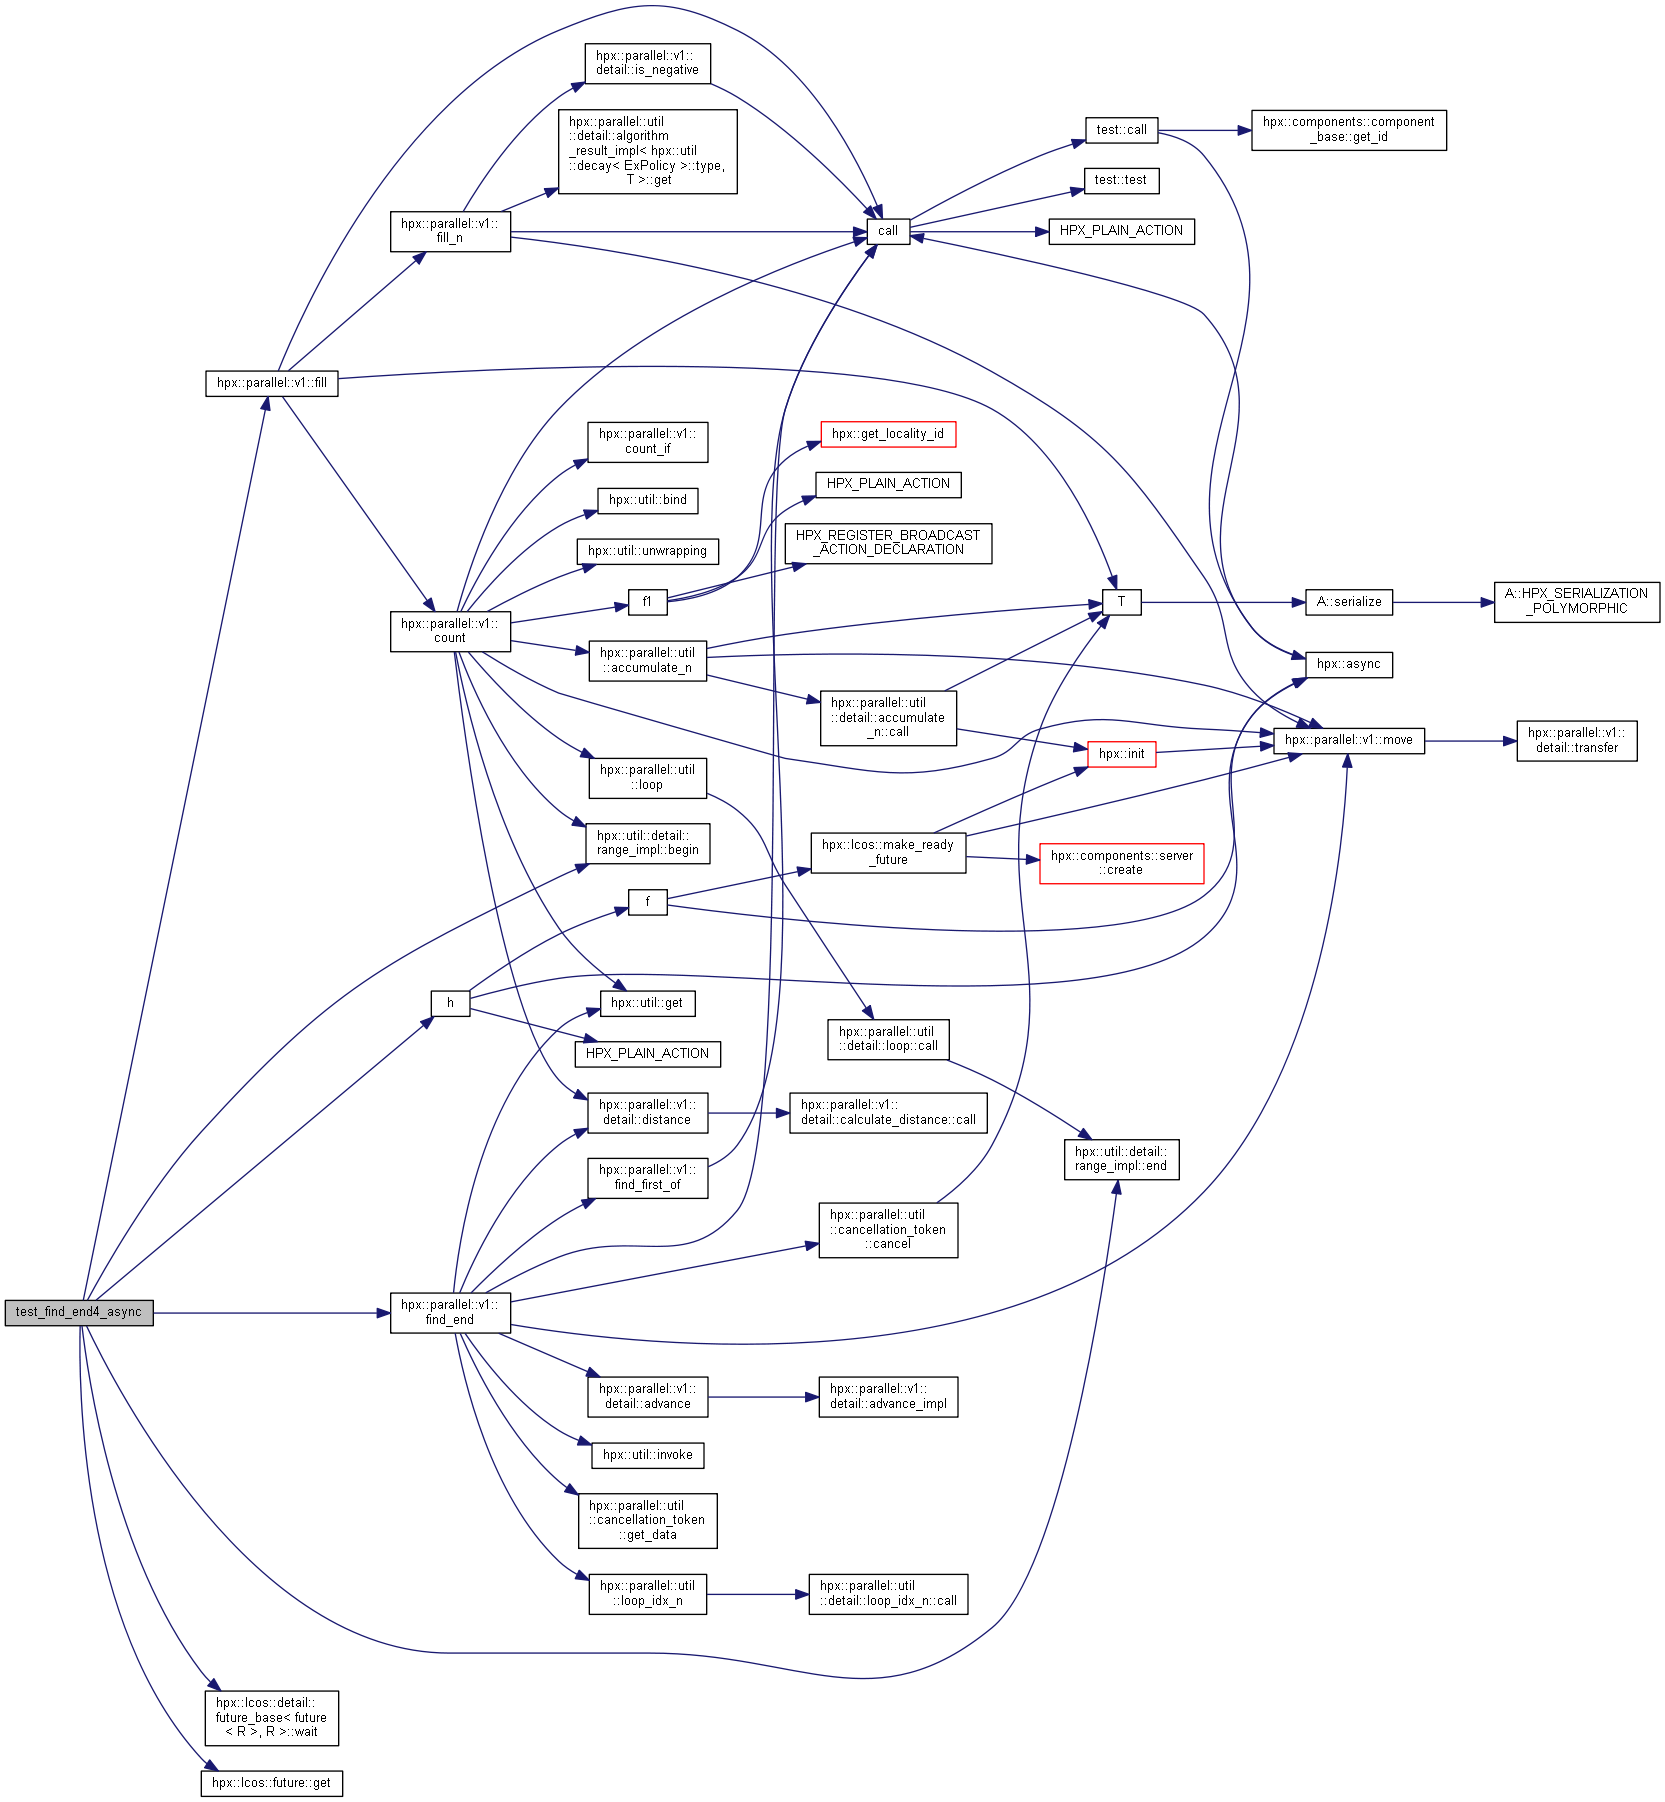 hpx::parallel::v1::
detail::is_negative
hpx::parallel::util
::detail::algorithm
_result_impl< hpx::util
::decay< ExPolicy >::type,
T >::get
test::call
hpx::components::component
_base::get_id
test::test
hpx::parallel::v1::
fill_n
call
HPX_PLAIN_ACTION
hpx::parallel::v1::fill
hpx::parallel::v1::
count_if
hpx::get_locality_id
hpx::util::bind
HPX_PLAIN_ACTION
hpx::util::unwrapping
HPX_REGISTER_BROADCAST
_ACTION_DECLARATION
f1
T
A::serialize
A::HPX_SERIALIZATION
_POLYMORPHIC
hpx::parallel::v1::
count
hpx::parallel::util
::accumulate_n
hpx::async
hpx::parallel::util
::detail::accumulate
_n::call
hpx::init
hpx::parallel::v1::move
hpx::parallel::v1::
detail::transfer
hpx::parallel::util
::loop
hpx::util::detail::
range_impl::begin
hpx::lcos::make_ready
_future
hpx::components::server
::create
f
h
hpx::util::get
HPX_PLAIN_ACTION
hpx::parallel::util
::detail::loop::call
hpx::parallel::v1::
detail::distance
hpx::parallel::v1::
detail::calculate_distance::call
hpx::util::detail::
range_impl::end
hpx::parallel::v1::
find_first_of
hpx::parallel::util
::cancellation_token
::cancel
test_find_end4_async
hpx::parallel::v1::
find_end
hpx::parallel::v1::
detail::advance
hpx::parallel::v1::
detail::advance_impl
hpx::util::invoke
hpx::parallel::util
::cancellation_token
::get_data
hpx::parallel::util
::loop_idx_n
hpx::parallel::util
::detail::loop_idx_n::call
hpx::lcos::detail::
future_base< future
< R >, R >::wait
hpx::lcos::future::get